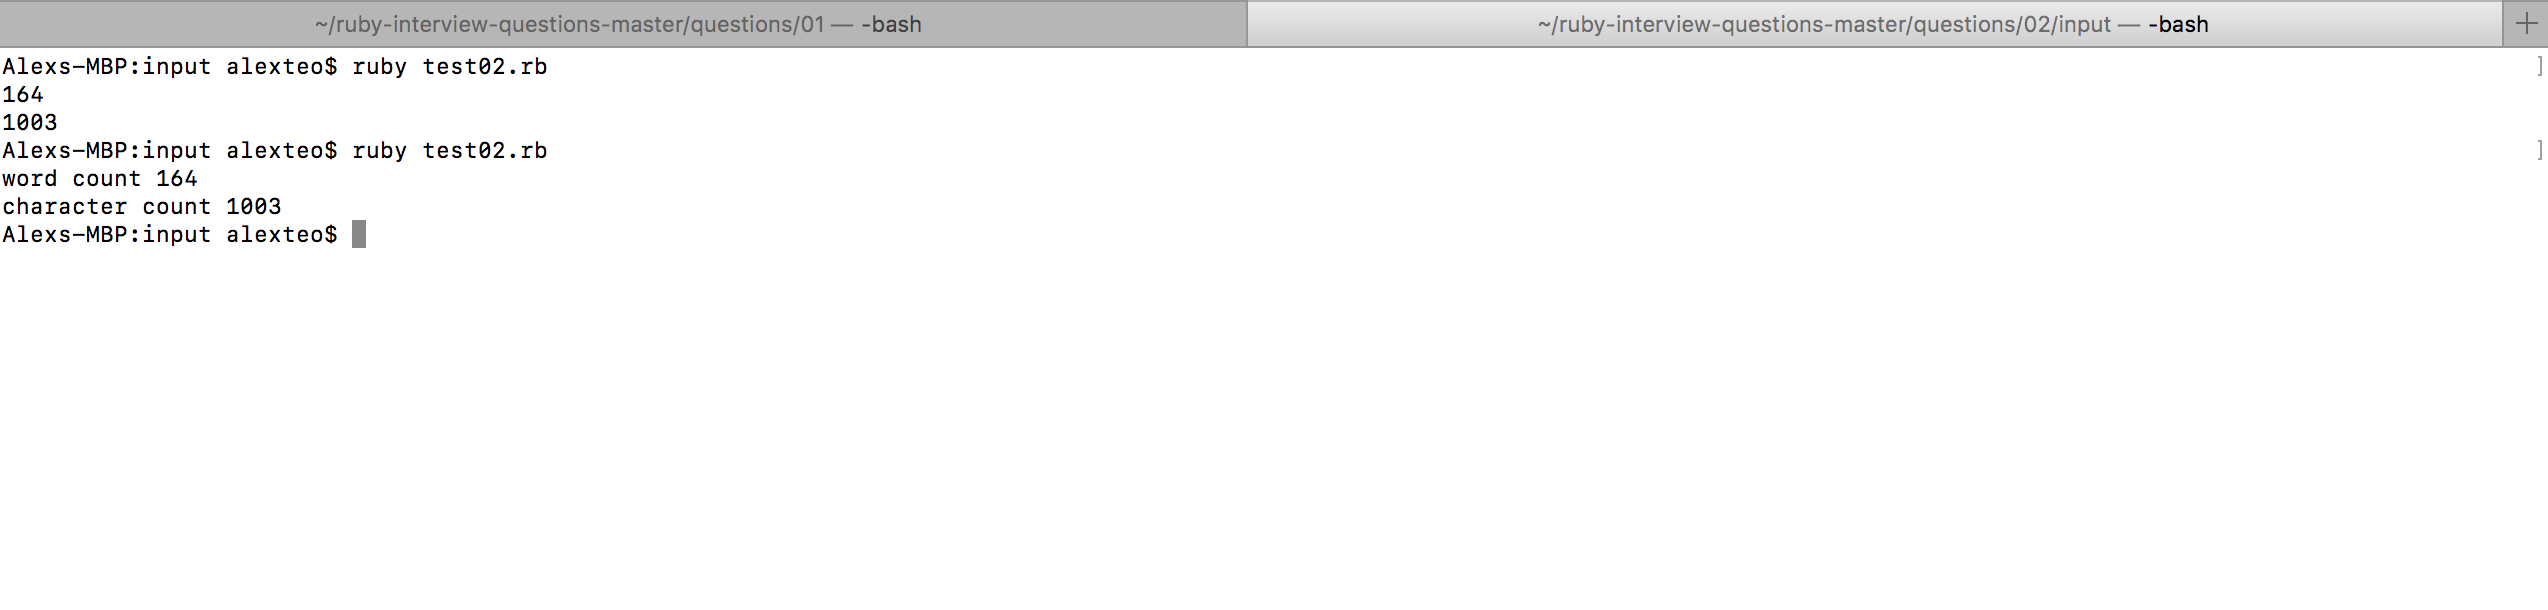 ~/ruby-interview-questions-master/questions/01 — -bash
~/ruby-interview-questions-master/questions/02/input — -bash
Alexs-MBP:input alexteo$ ruby test02.rb
164
1003
Alexs-MBP:input alexteo$ ruby test02.rb
word count 164
character count 1003
Alexs-MBP:input alexteo$